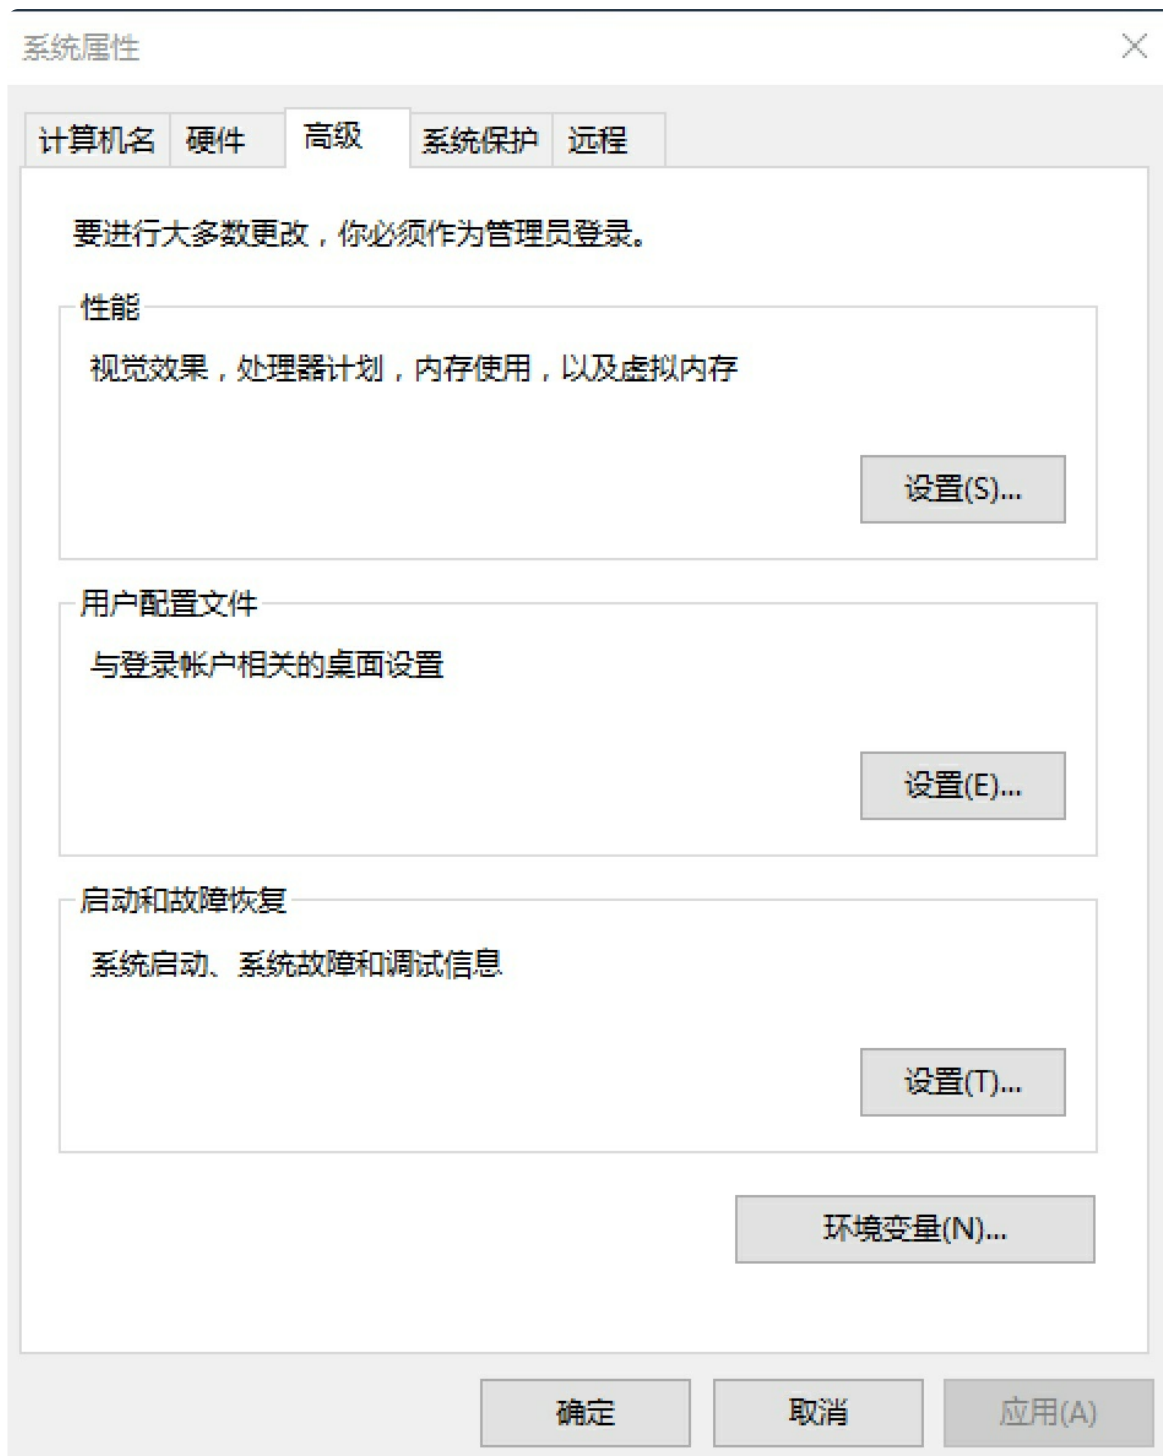 系统属性
计算机名 硬件 高级 系统保护 远程
要进行大多数更改，你必须作为管理员登录。
性能
视觉效果，处理器计划，内存使用，以及虚拟内存
设置(S)...
用户配置文件
与登录帐户相关的桌面设置
设置(E)...
启动和故障恢复
系统启动、系统故障和调试信息
设置(T)...
环境变量(N)...
确定 取消 应用(A)